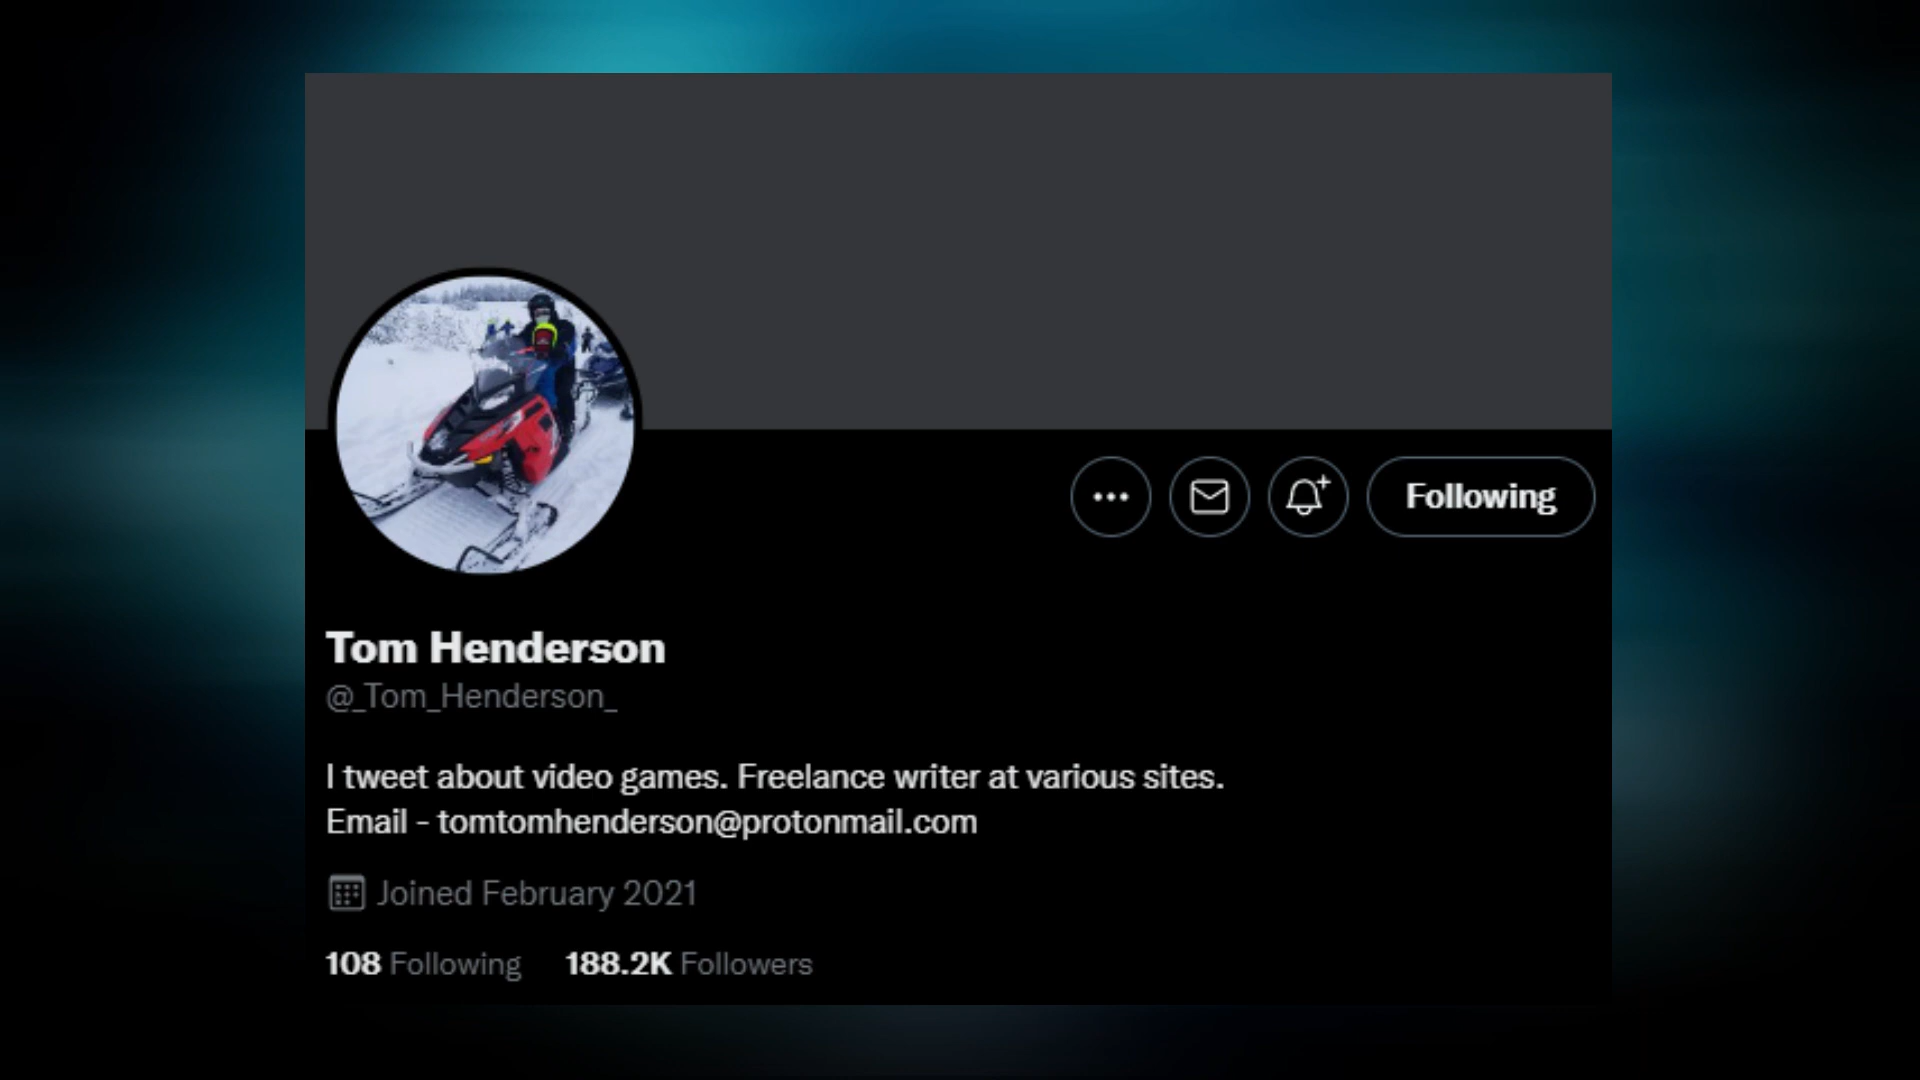 Following
Tom Henderson
@_Tom_Henderson_
I tweet about video games. Freelance writer at various sites.
Email - tomtomhenderson@protonmail.com
Joined February 2021
108 Following 188.2K Followers